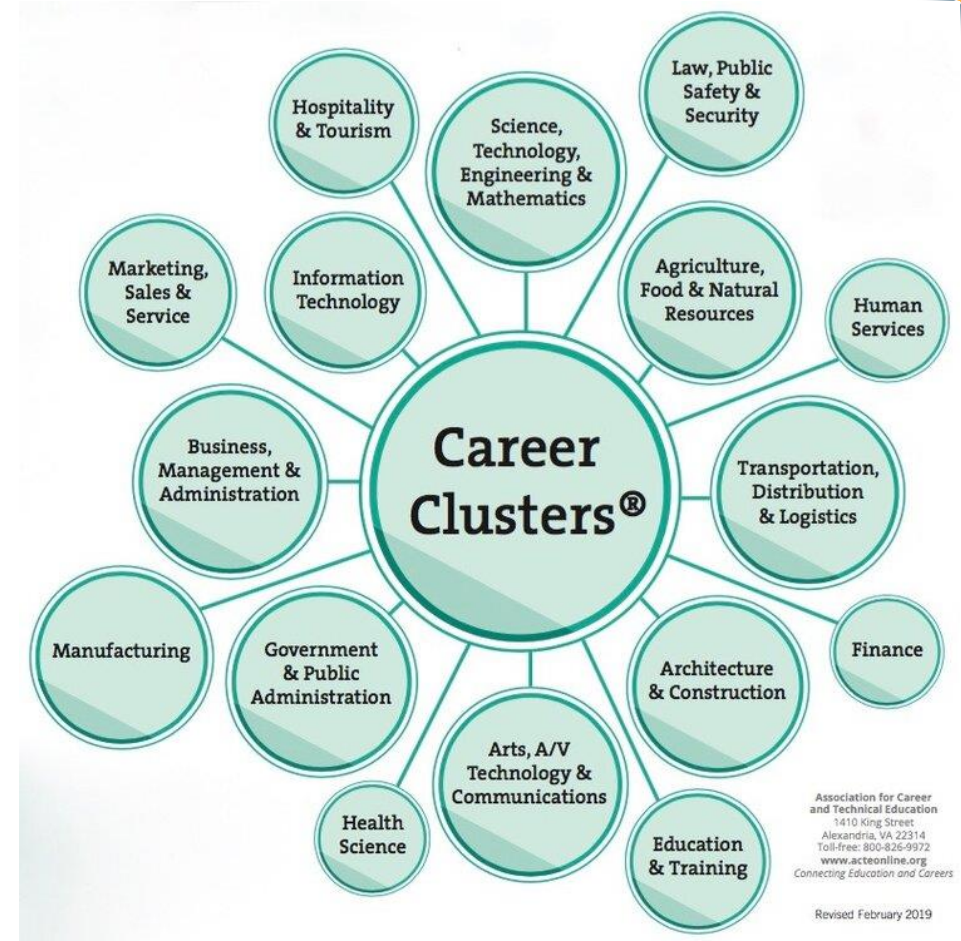 Career
Clusters®
Science,
Technology,
Engineering &
Mathematics
Law, Public
Safety &
Security
Agriculture,
Food & Natural
Resources
Human
Services
Transportation,
Distribution
& Logistics
Finance
Architecture
& Construction
Education
& Training
Arts, A/V
Technology &
Communications
Health
Science
Government
& Public
Administration
Manufacturing
Business,
Management &
Administration
Marketing,
Sales &
Service
Information
Technology
Hospitality
& Tourism
Association for Career
and Technical Education
1410 King Street
Alexandria, VA 22314
Toll-free: 800-826-9972
www.acteonline.org
Connecting Education and Careers
Revised February 2019